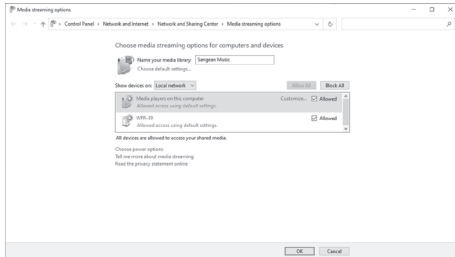 Media streaming options
Control Panel > Network and Internet > Network and Sharing Center > Media streaming options
Choose media streaming options for computers and devices
Name your media library: Sangean Music
Choose default settings...
Show devices on: Local network
Allow All Block All
Media players on this computer Customize... Allowed
Allowed access using default settings.
WFR-39
Allowed access using default settings.
Allowed
All devices are allowed to access your shared media.
Choose power options
Tell me more about media streaming
Read the privacy statement online
OK Cancel